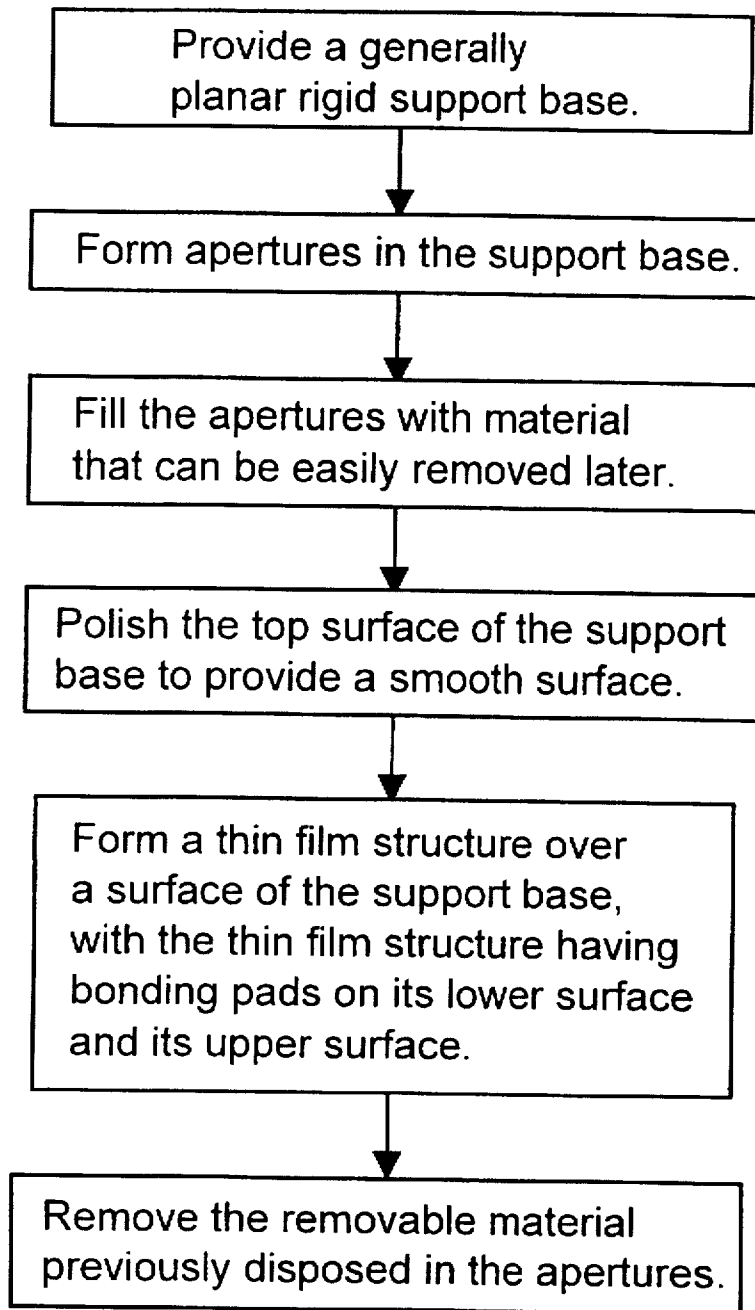 Provide a generally
planar rigid support base.
Form apertures in the support base.
Fill the apertures with material
that can be easily removed later.
Polish the top surface of the support
base to provide a smooth surface.
Form a thin film structure over
a surface of the support base,
with the thin film structure having
bonding pads on its lower surface
and its upper surface.
Remove the removable material
previously disposed in the apertures.